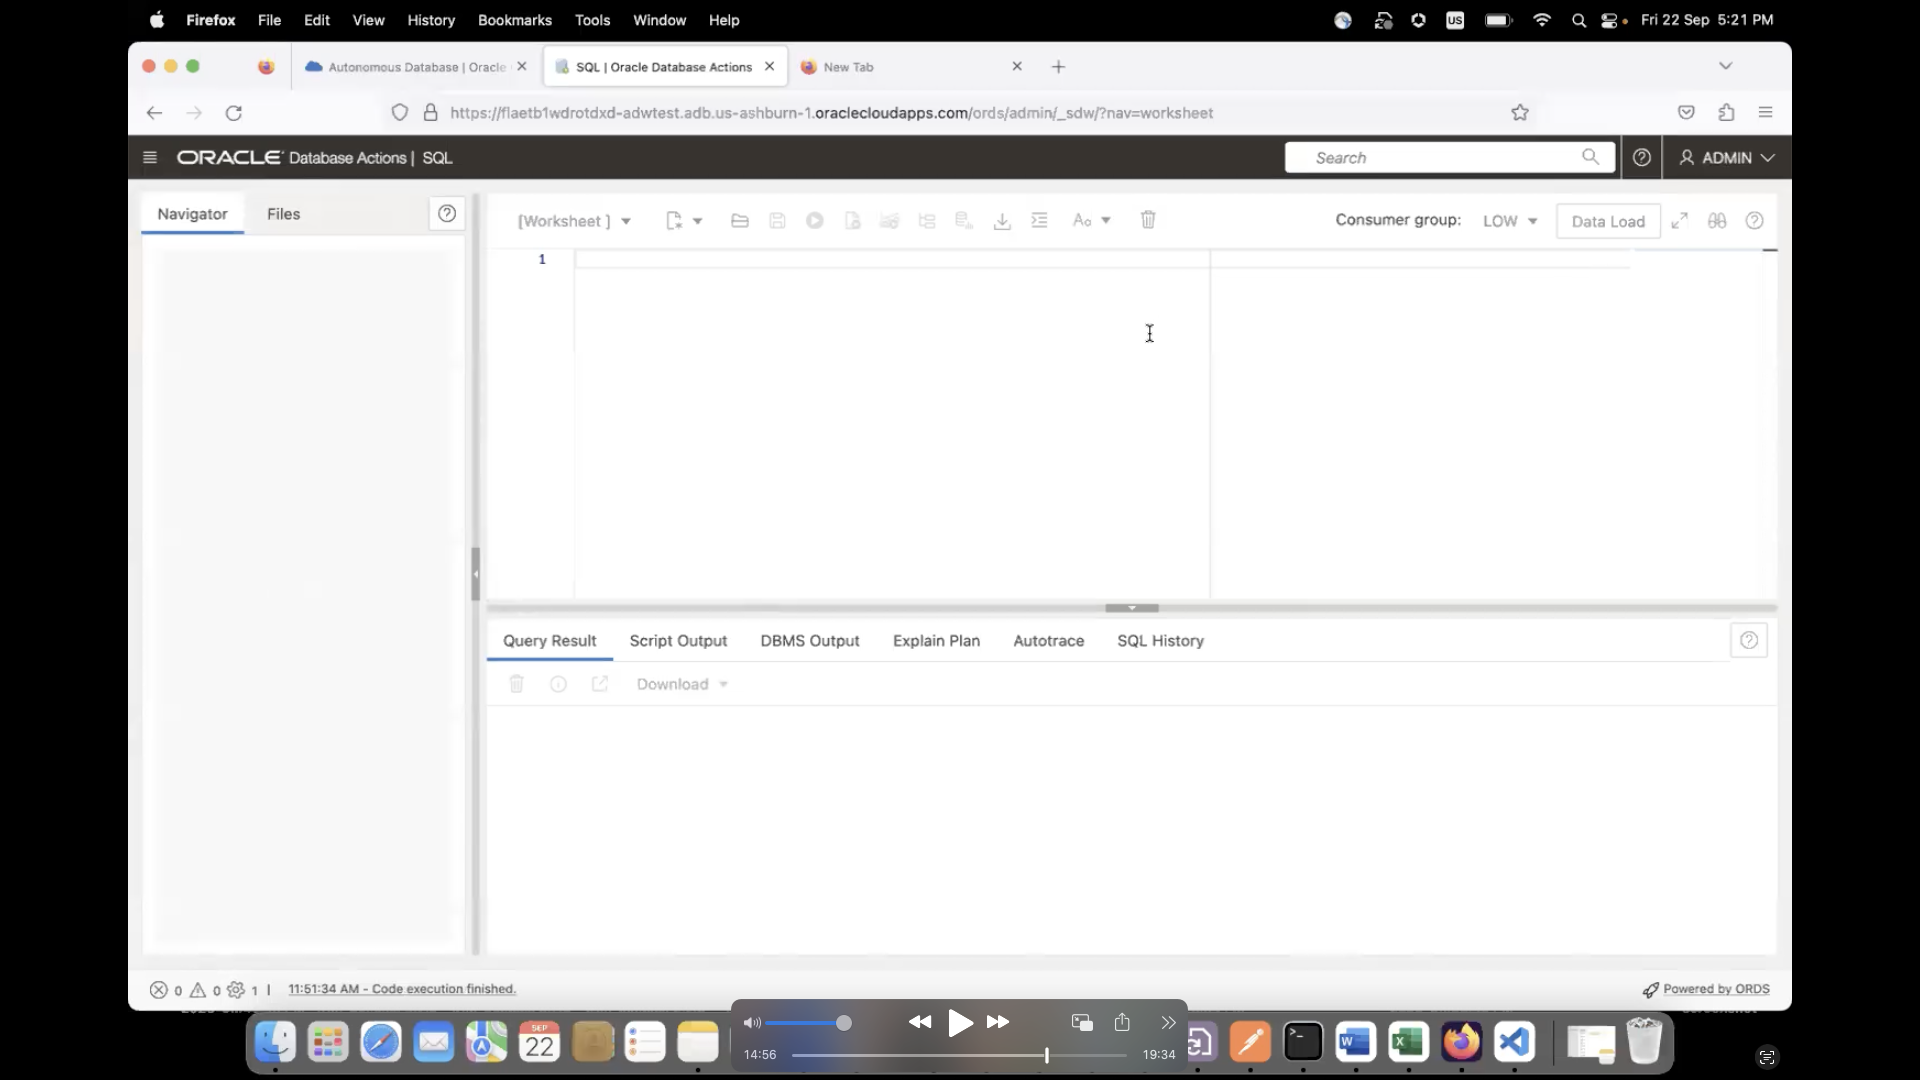 Firefox File Edit View History Bookmarks Tools Window Help US Fri 22 Sep 5:21 PM
Autonomous Database | Oracle SQL | Oracle Database Actions New Tab
https://flaetb1wdrotdxd-adwtest.adb.us-ashburn-1.oraclecloudapps.com/ords/admin/_sdw/?nav=worksheet
ORACLE Database Actions | SQL Search ADMIN
Navigator Files
[Worksheet ] Aa Consumer group: LOW Data Load
1
Query Result Script Output DBMS Output Explain Plan Autotrace SQL History
Download
0 0 1 | 11:51:34 AM - Code execution finished. Powered by ORDS
SEP
22
14:56 19:34